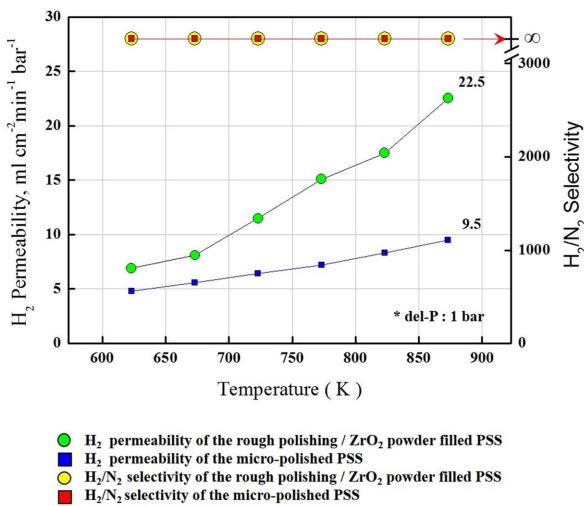 30
25
20
15
10
5
0
H2 Permeability, ml cm-2min-1 bar-1
∞
3000
2000
1000
0
H2/N2 Selectivity
22.5
9.5
* del-P : 1 bar
600 650 700 750 800 850 900
Temperature ( K )
H2 permeability of the rough polishing / ZrO2 powder filled PSS
H2 permeability of the micro-polished PSS
H2/N2 selectivity of the rough polishing / ZrO2 powder filled PSS
H2/N2 selectivity of the micro-polished PSS